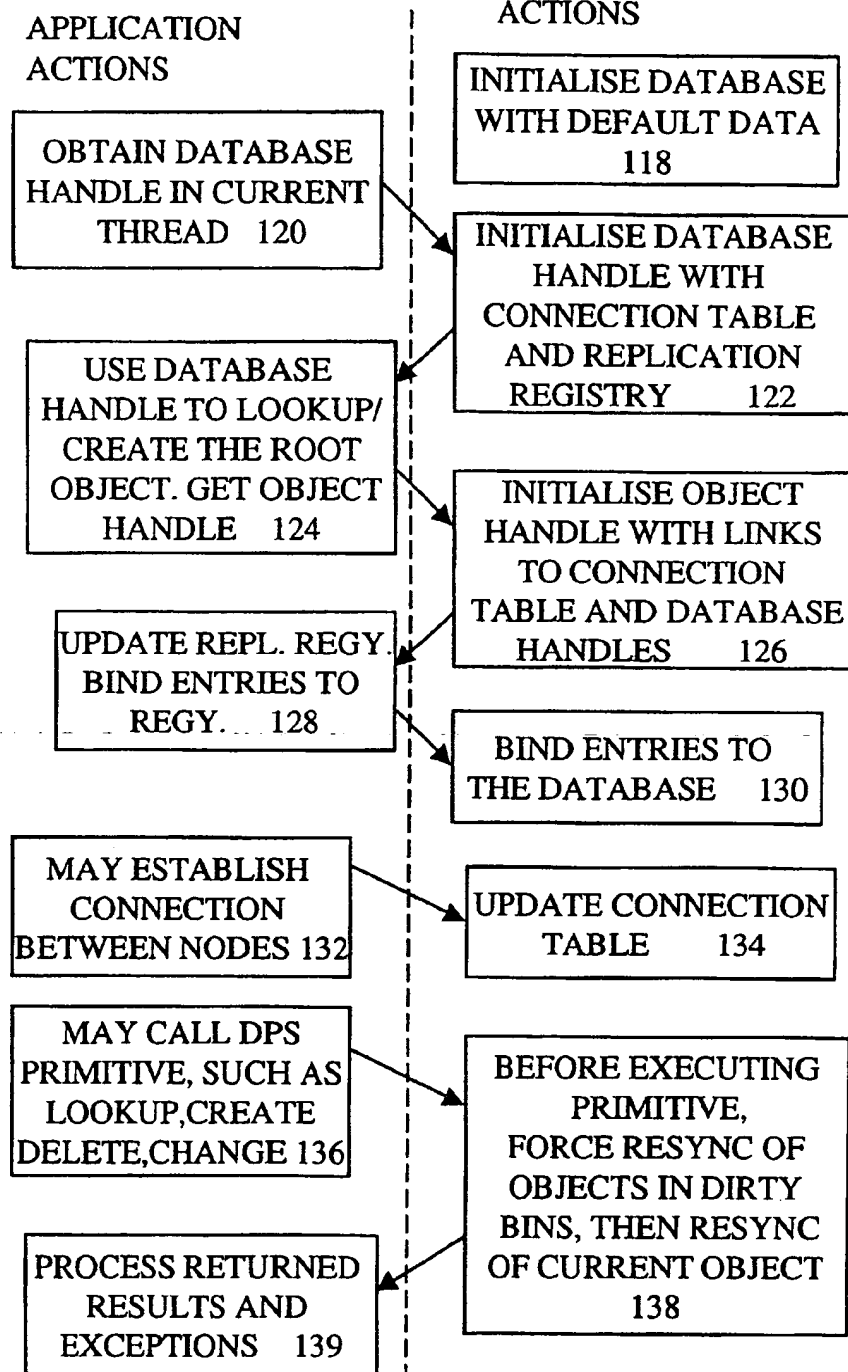 APPLICATION
ACTIONS
ACTIONS
INITIALISE DATABASE
WITH DEFAULT DATA
118
OBTAIN DATABASE
HANDLE IN CURRENT
THREAD 120
INITIALISE DATABASE
HANDLE WITH
CONNECTION TABLE
AND REPLICATION
REGISTRY 122
USE DATABASE
HANDLE TO LOOKUP/
CREATE THE ROOT
OBJECT. GET OBJECT
HANDLE 124
INITIALISE OBJECT
HANDLE WITH LINKS
TO CONNECTION
TABLE AND DATABASE
HANDLES 126
UPDATE REPL. REGY.
BIND ENTRIES TO
REGY. 128
BIND ENTRIES TO
THE DATABASE 130
MAY ESTABLISH
CONNECTION
BETWEEN NODES 132
UPDATE CONNECTION
TABLE 134
MAY CALL DPS
PRIMITIVE, SUCH AS
LOOKUP,CREATE
DELETE,CHANGE 136
BEFORE EXECUTING
PRIMITIVE,
FORCE RESYNC OF
OBJECTS IN DIRTY
BINS, THEN RESYNC
OF CURRENT OBJECT
138
PROCESS RETURNED
RESULTS AND
EXCEPTIONS 139